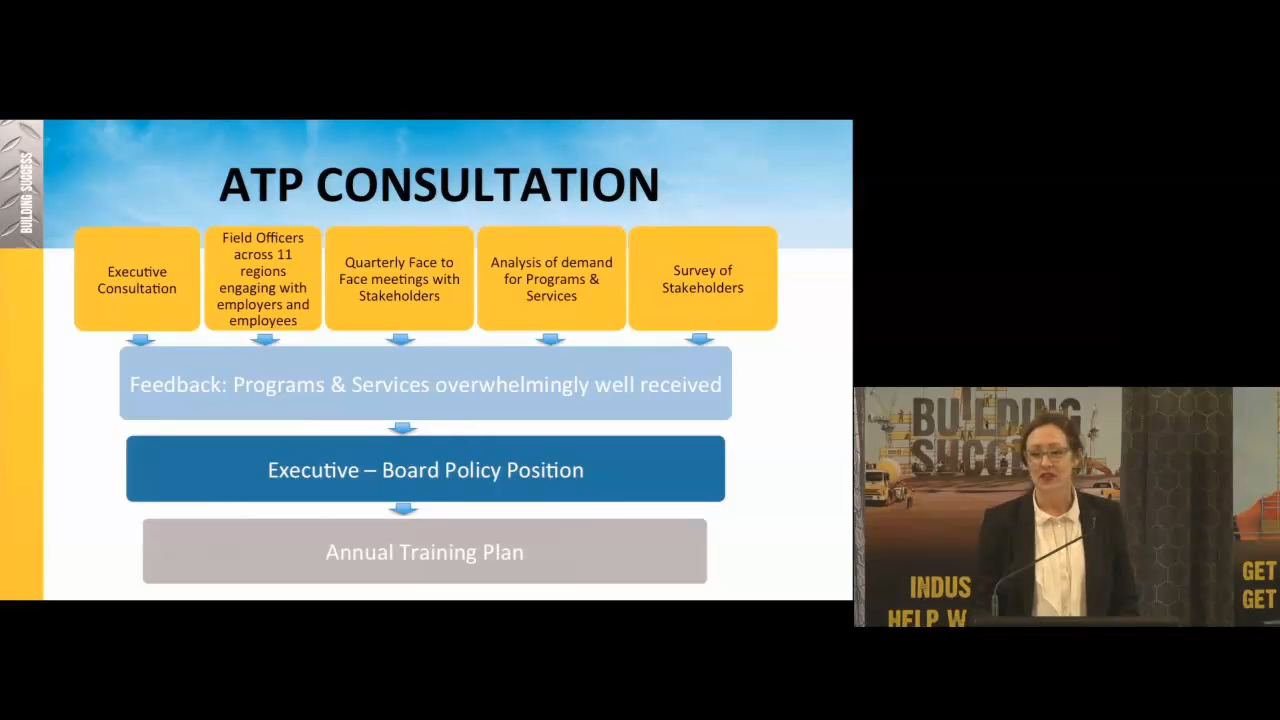 BUILDING SUCCESS
ATP CONSULTATION
Executive
Consultation
Field Officers
across 11
regions
engaging with
employers and
employees
Quarterly Face to
Face meetings with
Stakeholders
Analysis of demand
for Programs &
Services
Survey of
Stakeholders
Feedback: Programs & Services overwhelmingly well received
Executive – Board Policy Position
Annual Training Plan
BUILDING
SUCC
INDUS
HELP W
GET
GET